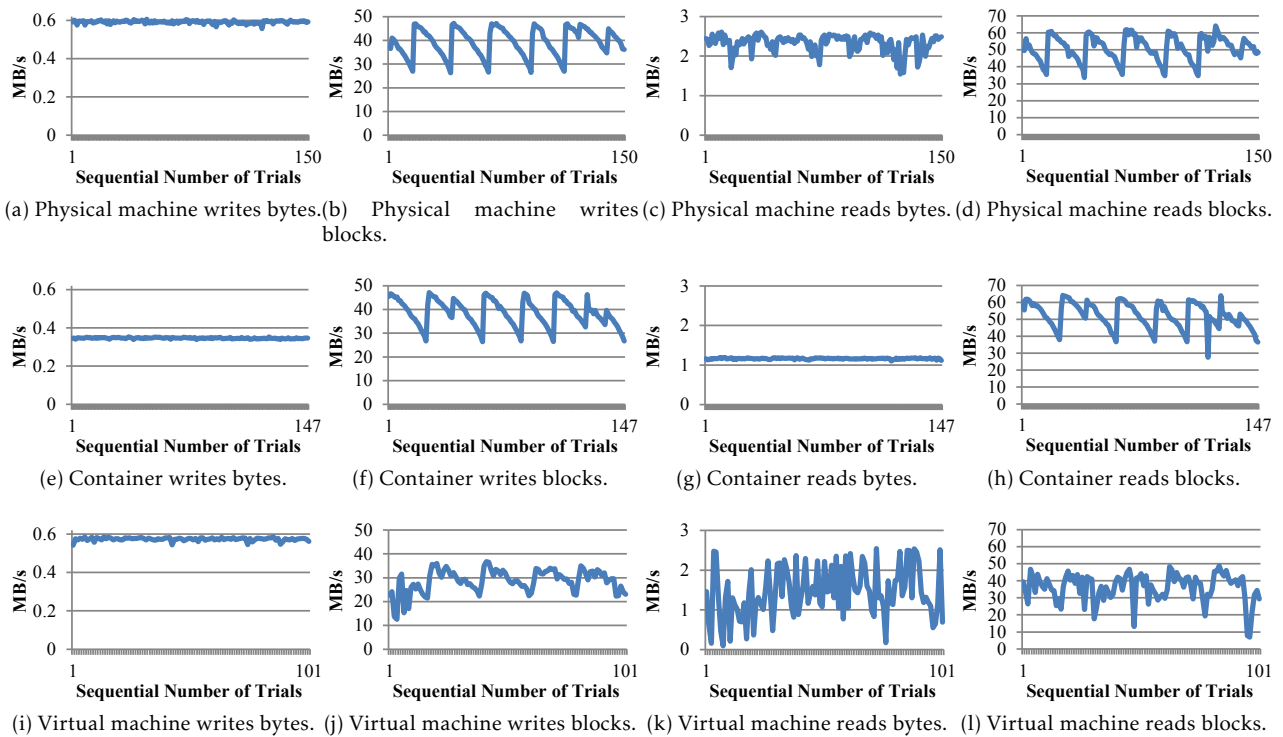 MB/s
0.6
0.4
0.2
0
1 150
Sequential Number of Trials
(a) Physical machine writes bytes.
MB/s
50
40
30
20
10
0
1 150
Sequential Number of Trials
(b) Physical machine writes
blocks.
MB/s
3
2
1
0
1 150
Sequential Number of Trials
(c) Physical machine reads bytes.
MB/s
70
60
50
40
30
20
10
0
1 150
Sequential Number of Trials
(d) Physical machine reads blocks.
MB/s
0.6
0.4
0.2
0
1 147
Sequential Number of Trials
(e) Container writes bytes.
MB/s
50
40
30
20
10
0
1 147
Sequential Number of Trials
(f) Container writes blocks.
MB/s
3
2
1
0
1 147
Sequential Number of Trials
(g) Container reads bytes.
MB/s
70
60
50
40
30
20
10
0
1 147
Sequential Number of Trials
(h) Container reads blocks.
MB/s
0.6
0.4
0.2
0
1 101
Sequential Number of Trials
(i) Virtual machine writes bytes.
MB/s
50
40
30
20
10
0
1 101
Sequential Number of Trials
(j) Virtual machine writes blocks.
MB/s
3
2
1
0
1 101
Sequential Number of Trials
(k) Virtual machine reads bytes.
MB/s
70
60
50
40
30
20
10
0
1 101
Sequential Number of Trials
(l) Virtual machine reads blocks.